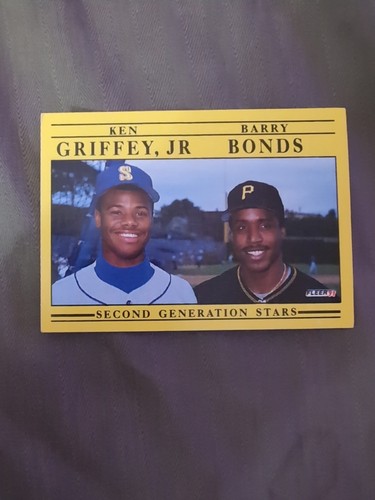 KEN BARRY
GRIFFEY, JR BONDS
S
P
FLEER '91
SECOND GENERATION STARS